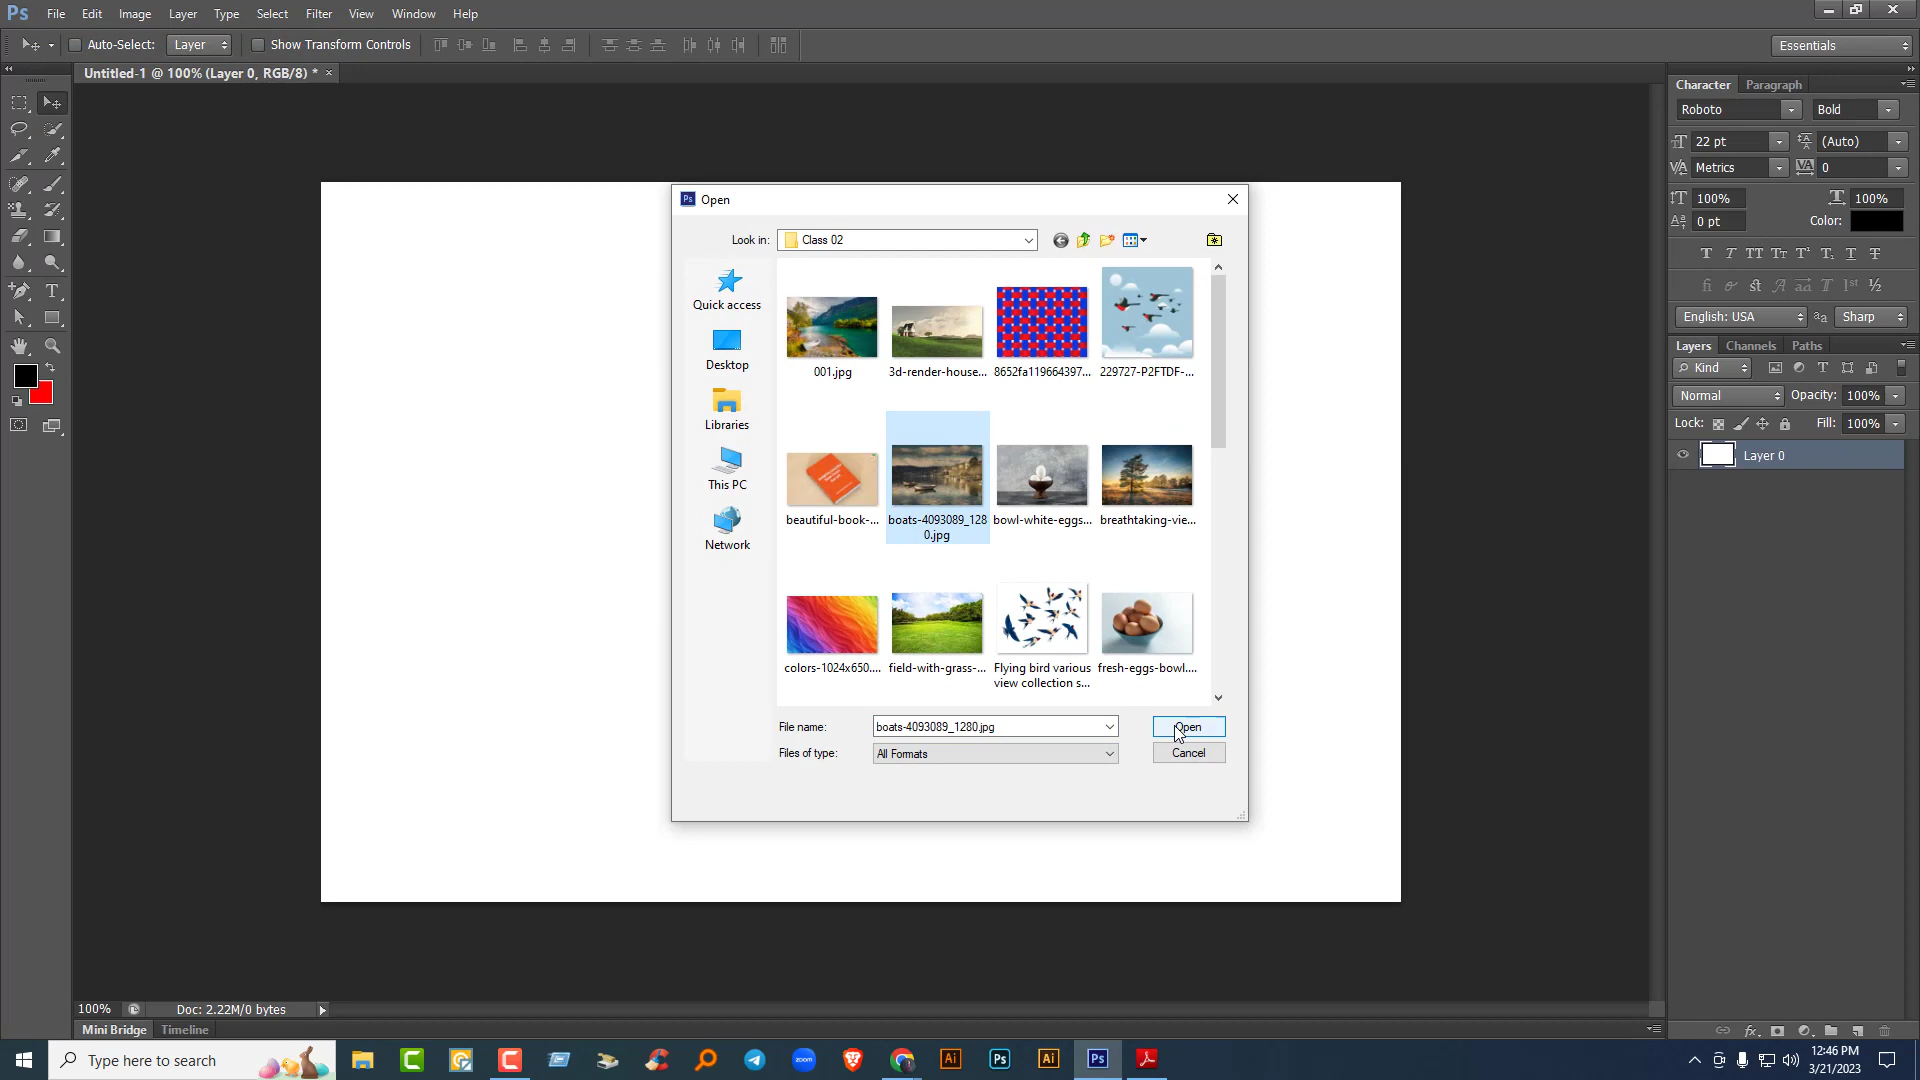 Ps File Edit Image Layer Type Select Filter View Window Help
Auto-Select: Layer Show Transform Controls Essentials
Untitled-1 @ 100% (Layer 0, RGB/8) * ×
Character Paragraph
Roboto Bold
22 pt (Auto)
Metrics 0
100% 100%
0 pt Color:
English: USA Sharp
Layers Channels Paths
Kind
Normal Opacity: 100%
Lock: Fill: 100%
Layer 0
Ps Open
Look in: Class 02
Quick access
Desktop
Libraries
This PC
Network
001.jpg 3d-render-house... 8652fa119664397... 229727-P2FTDF-...
beautiful-book-... boats-4093089_128 bowl-white-eggs... breathtaking-vie...
0.jpg
colors-1024x650.... field-with-grass-... Flying bird various fresh-eggs-bowl....
view collection s...
File name: boats-4093089_1280.jpg Open
Files of type: All Formats Cancel
100% Doc: 2.22M/0 bytes
Mini Bridge Timeline
Type here to search zoom Ai Ps Ai Ps
12:46 PM
3/21/2023